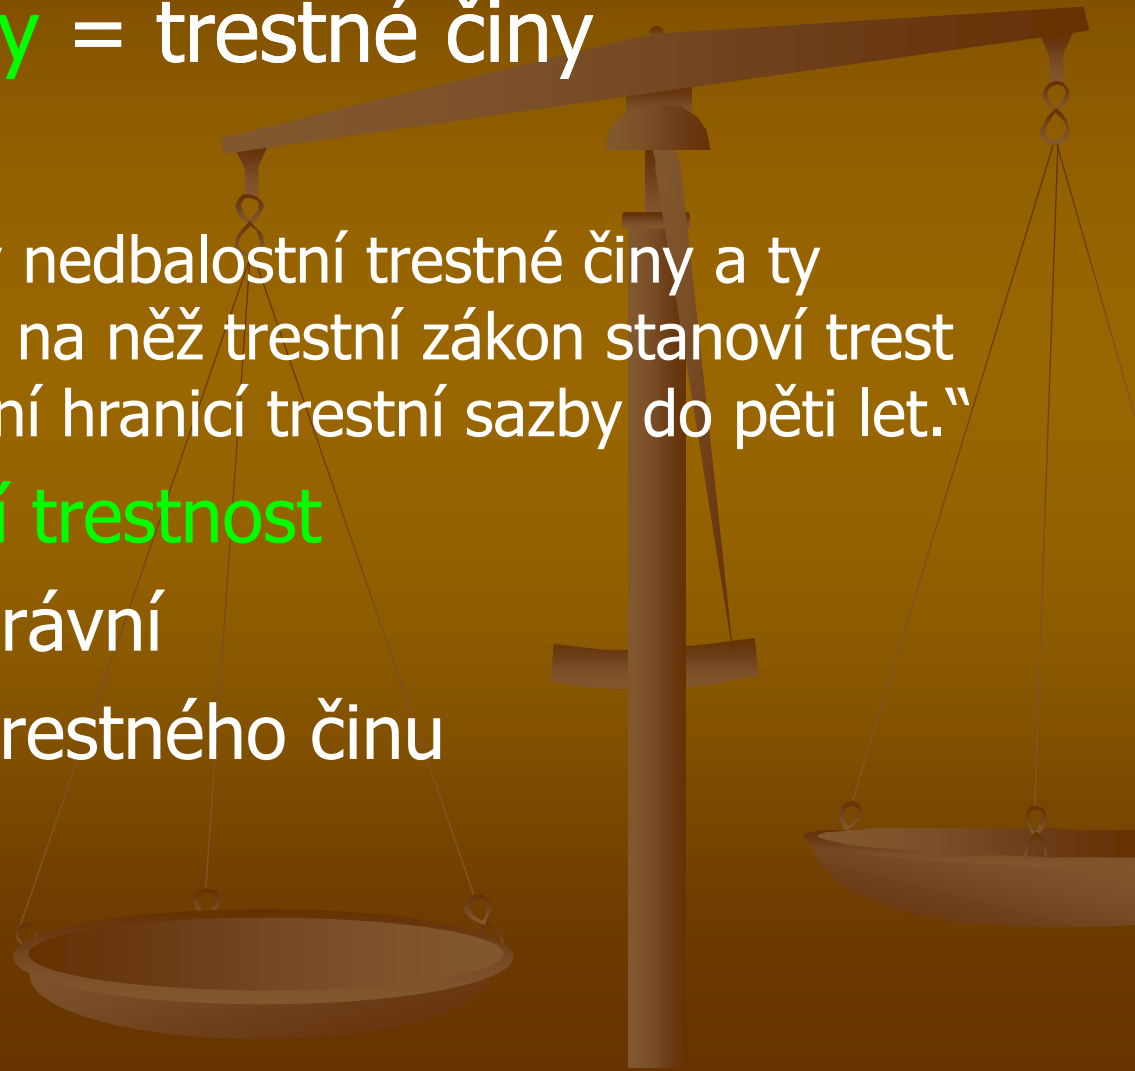 y = trestné činy
nedbalostní trestné činy a ty
na něž trestní zákon stanoví trest
ní hranicí trestní sazby do pěti let.“
í trestnost
rávní
restného činu